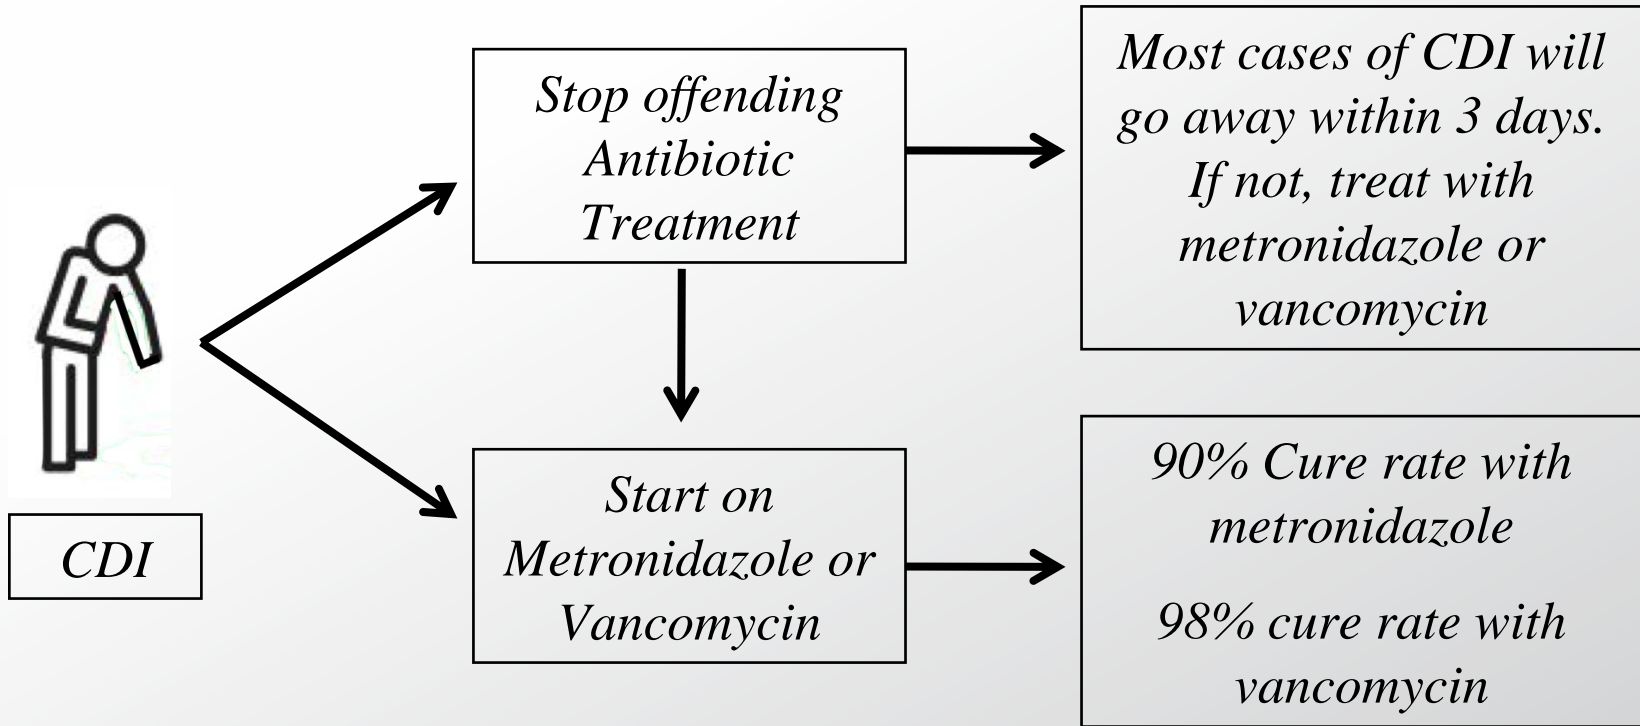 Stop offending
Antibiotic
Treatment
Most cases of CDI will
go away within 3 days.
If not, treat with
metronidazole or
vancomycin
CDI
Start on
Metronidazole or
Vancomycin
90% Cure rate with
metronidazole
98% cure rate with
vancomycin